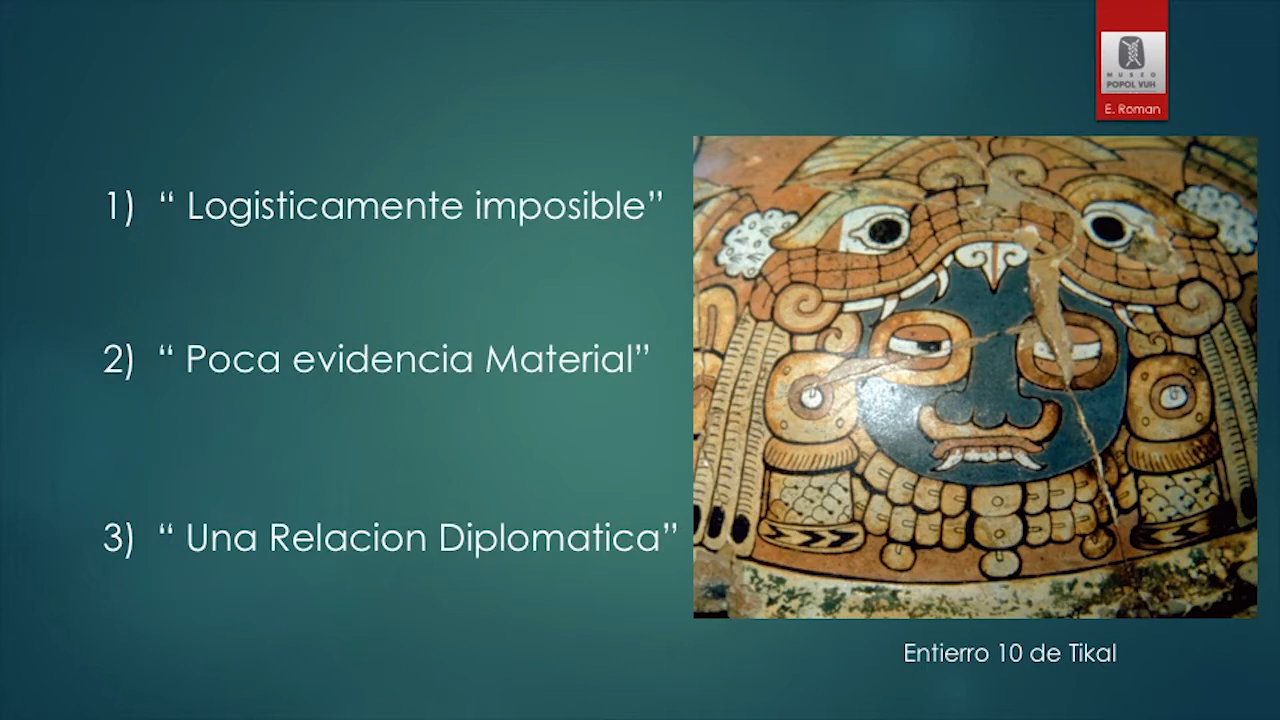 MUSEO
POPOL VUH
E. Roman
1) “ Logisticamente imposible”
2) “ Poca evidencia Material”
3) “ Una Relacion Diplomatica”
Entierro 10 de Tikal